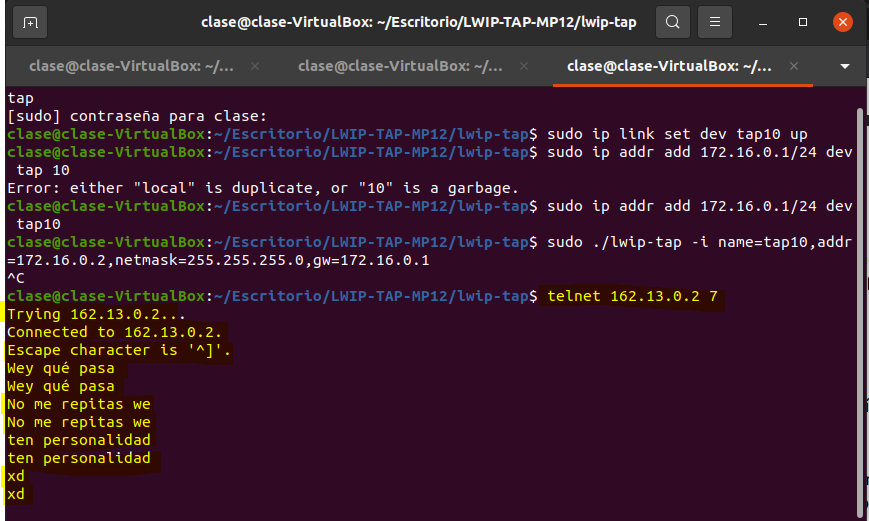 clase@clase-VirtualBox: ~/Escritorio/LWIP-TAP-MP12/lwip-tap
clase@clase-VirtualBox: ~/...
clase@clase-VirtualBox: ~/...
clase@clase-VirtualBox: ~/...
tap
[sudo] contraseña para clase:
clase@clase-VirtualBox:~/Escritorio/LWIP-TAP-MP12/lwip-tap$ sudo ip link set dev tap10 up
clase@clase-VirtualBox:~/Escritorio/LWIP-TAP-MP12/lwip-tap$ sudo ip addr add 172.16.0.1/24 dev
tap 10
Error: either "local" is duplicate, or "10" is a garbage.
clase@clase-VirtualBox:~/Escritorio/LWIP-TAP-MP12/lwip-tap$ sudo ip addr add 172.16.0.1/24 dev
tap10
clase@clase-VirtualBox:~/Escritorio/LWIP-TAP-MP12/lwip-tap$ sudo ./lwip-tap -i name=tap10,addr
=172.16.0.2,netmask=255.255.255.0,gw=172.16.0.1
^C
clase@clase-VirtualBox:~/Escritorio/LWIP-TAP-MP12/lwip-tap$ telnet 162.13.0.2 7
Trying 162.13.0.2...
Connected to 162.13.0.2.
Escape character is '^]'.
Wey qué pasa
Wey qué pasa
No me repitas we
No me repitas we
ten personalidad
ten personalidad
xd
xd